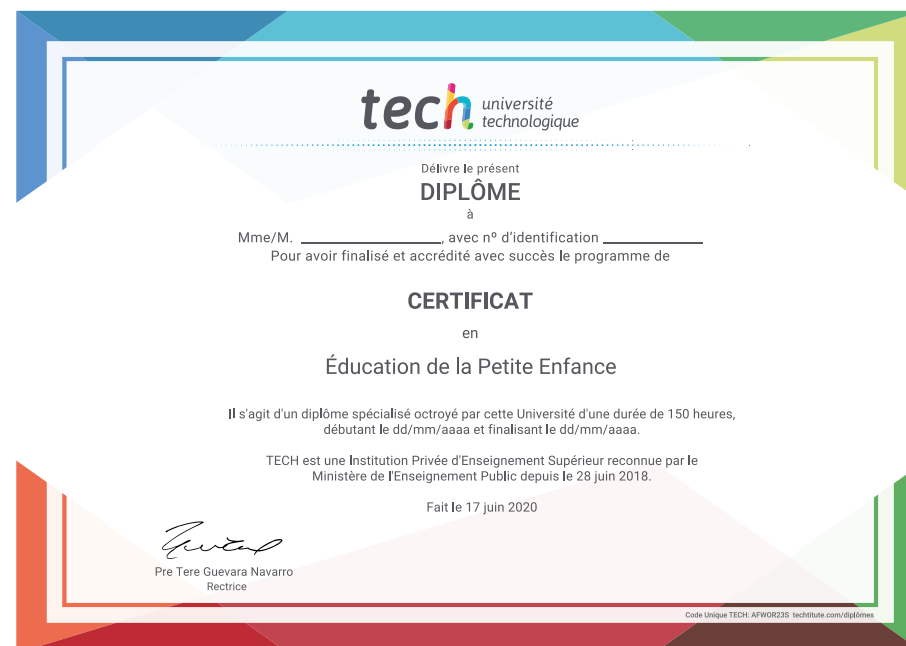 tech université
technologique
Délivre le présent
DIPLÔME
à
Mme/M. ____________________, avec nº d'identification ______________
Pour avoir finalisé et accrédité avec succès le programme de
CERTIFICAT
en
Éducation de la Petite Enfance
Il s'agit d'un diplôme spécialisé octroyé par cette Université d'une durée de 150 heures,
débutant le dd/mm/aaaa et finalisant le dd/mm/aaaa.
TECH est une Institution Privée d'Enseignement Supérieur reconnue par le
Ministère de l'Enseignement Public depuis le 28 juin 2018.
Fait le 17 juin 2020
Pre Tere Guevara Navarro
Rectrice
Code Unique TECH: AFWOR23S techtitute.com/diplômes